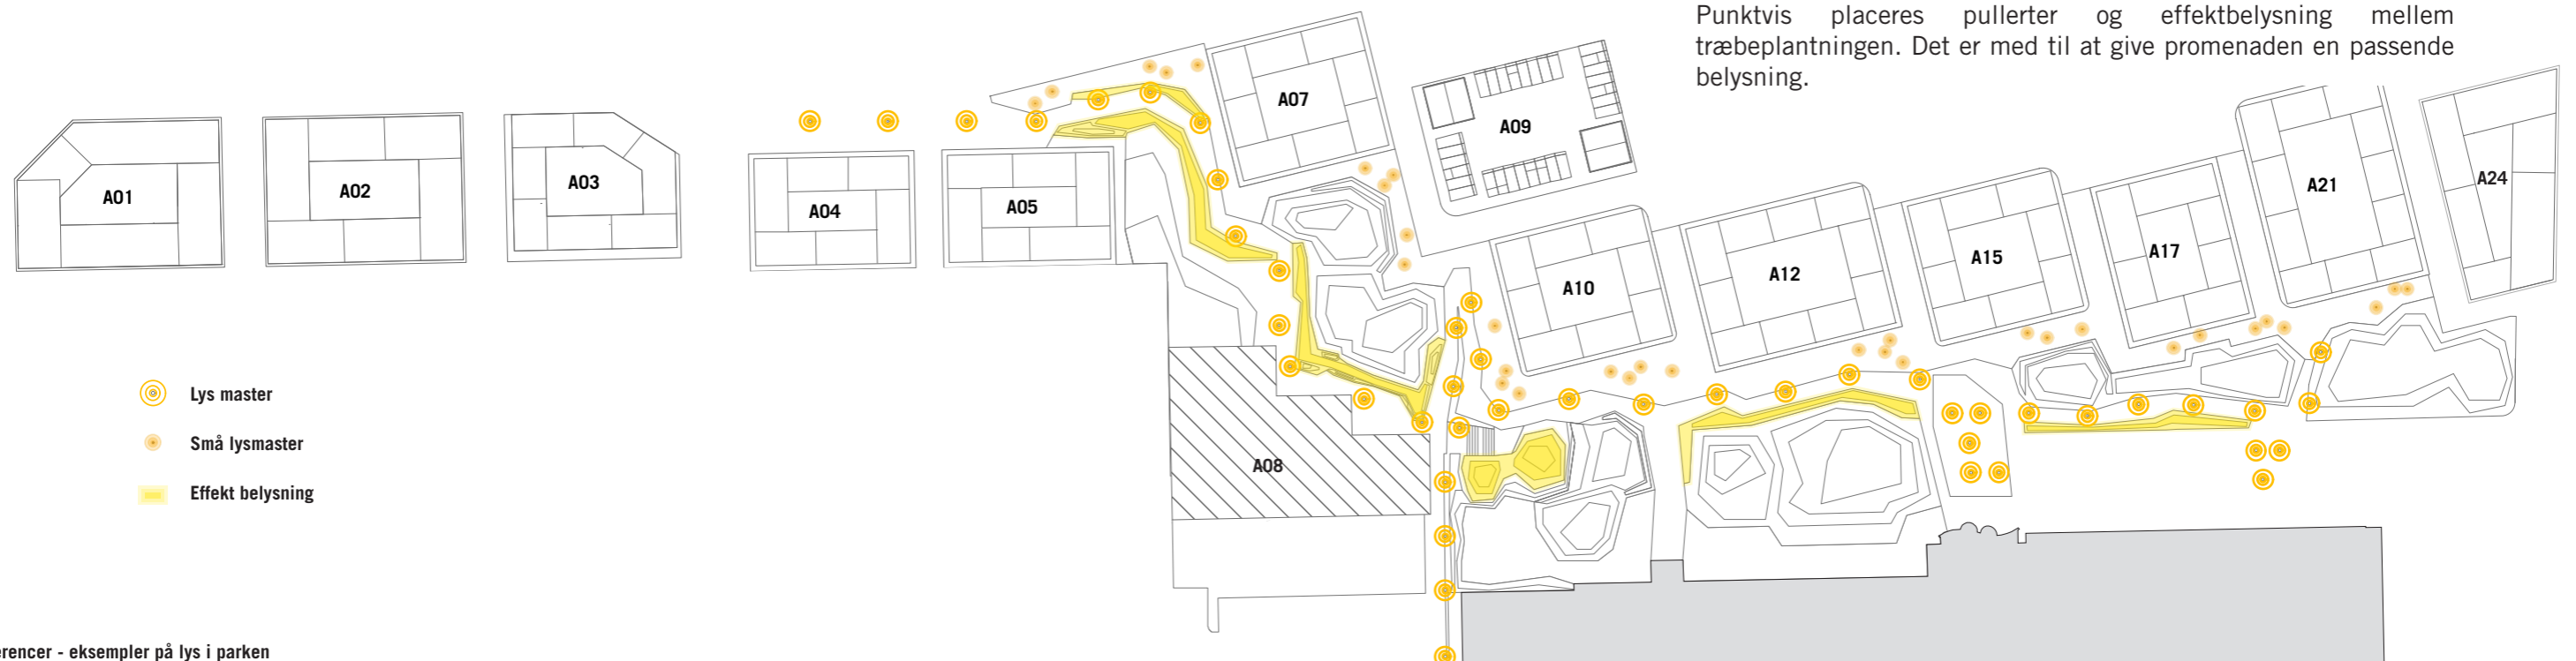 Punktvis placeres pullerter og effektbelysning mellem
træbeplantningen. Det er med til at give promenaden en passende
belysning.
A01
A02
A03
A04
A05
A07
A09
A10
A12
A15
A17
A21
A24
A08
Lys master
Små lysmaster
Effekt belysning
erencer - eksempler på lys i parken